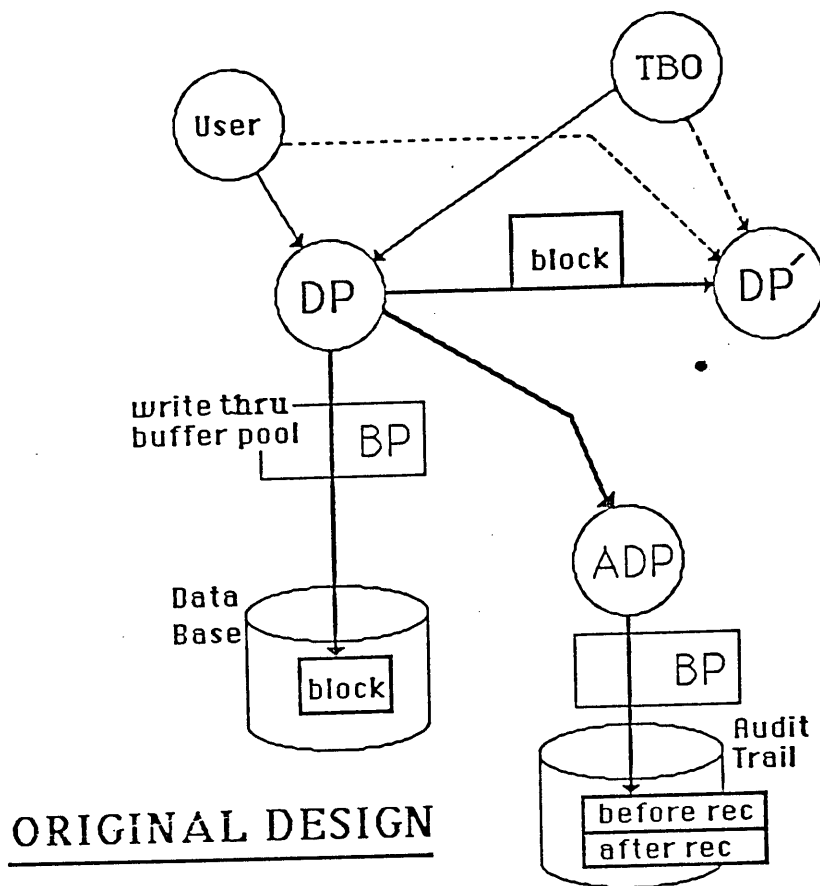 TBO
User
block
DP
DP´
write thru
buffer pool
BP
ADP
Data
Base
block
BP
Audit
Trail
before rec
after rec
ORIGINAL DESIGN